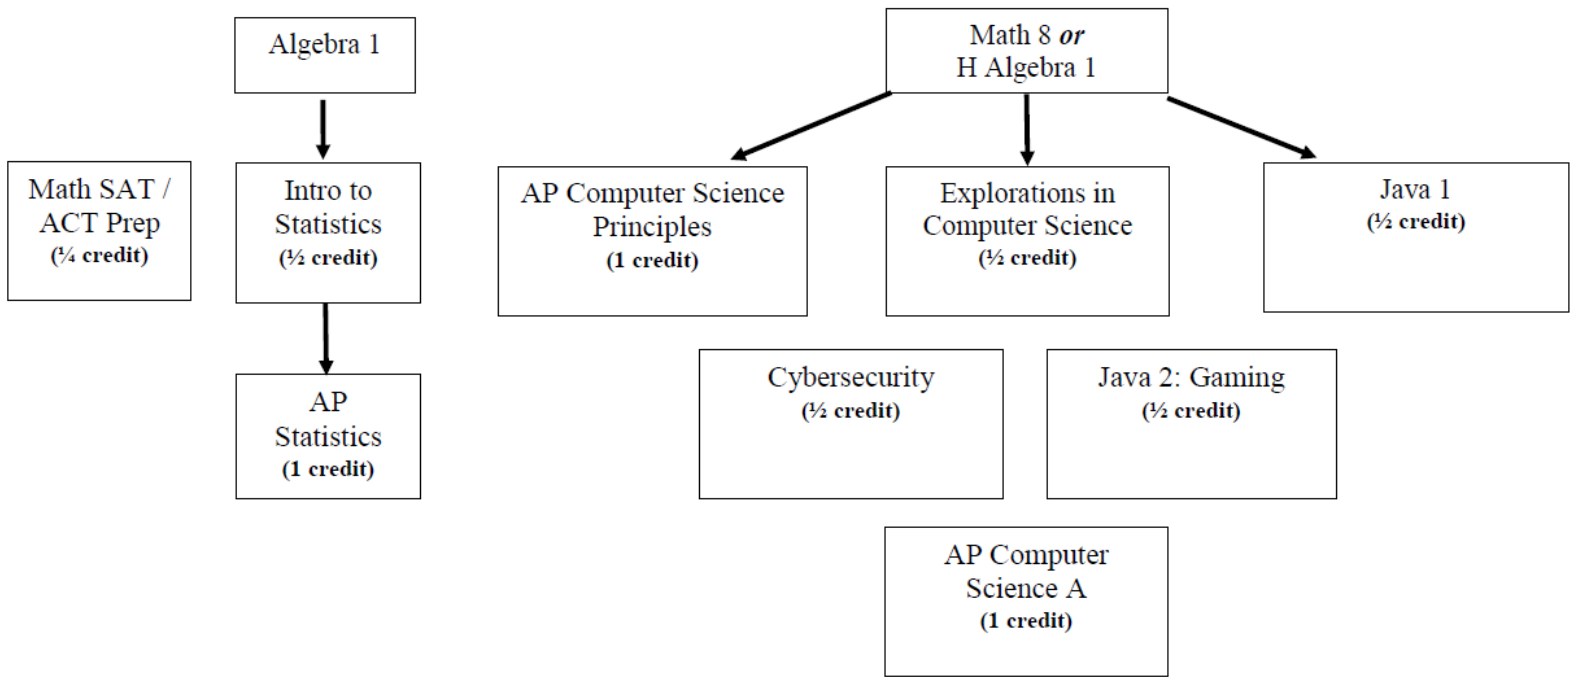 Algebra 1
Math 8 or
H Algebra 1
Math SAT /
ACT Prep
(¼ credit)
Intro to
Statistics
(½ credit)
AP Computer Science
Principles
(1 credit)
Explorations in
Computer Science
(½ credit)
Java 1
(½ credit)
AP
Statistics
(1 credit)
Cybersecurity
(½ credit)
Java 2: Gaming
(½ credit)
AP Computer
Science A
(1 credit)